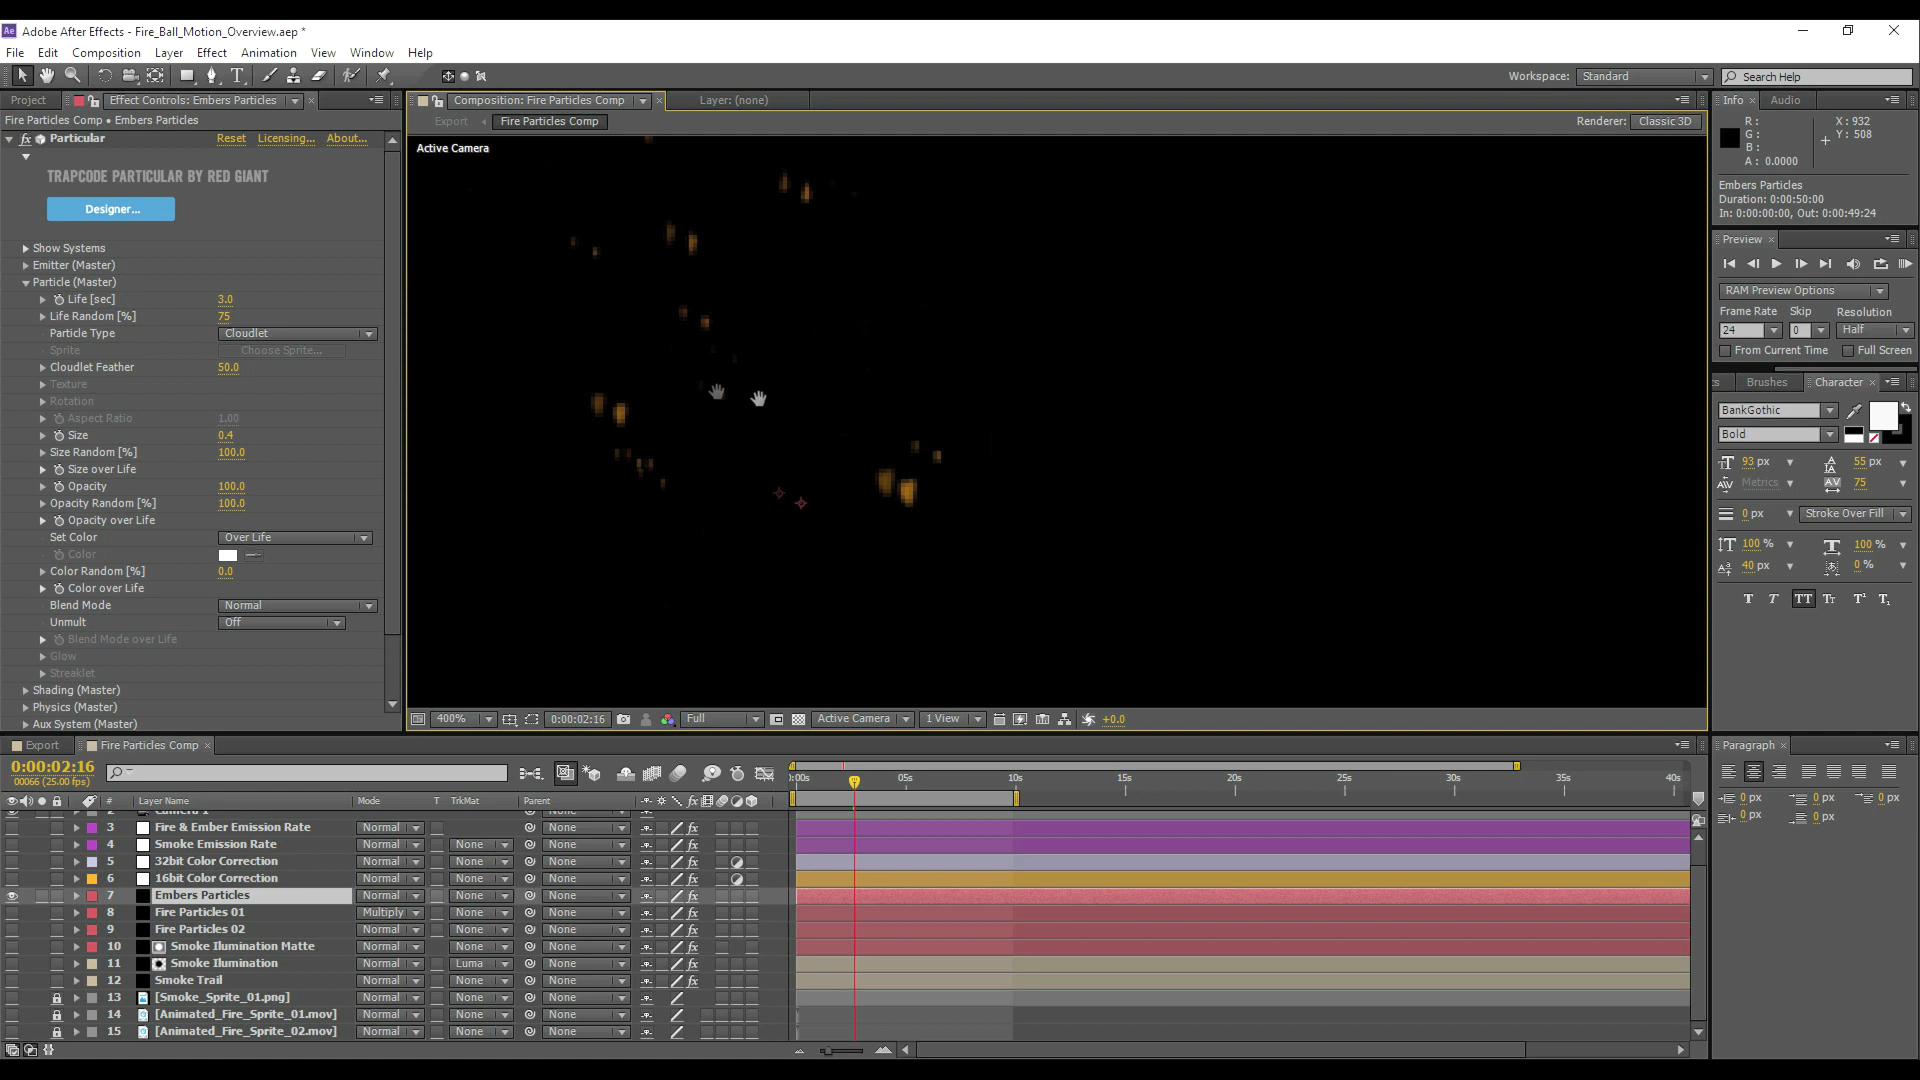 Adobe After Effects - Fire_Ball_Motion_Overview.aep *
File Edit Composition Layer Effect Animation View Window Help
Workspace: Standard Search Help
Project Effect Controls: Embers Particles
Fire Particles Comp • Embers Particles
Particular Reset Licensing... About...
TRAPCODE PARTICULAR BY RED GIANT
Designer...
Show Systems
Emitter (Master)
Particle (Master)
Life [sec] 3.0
Life Random [%] 75
Particle Type Cloudlet
Sprite Choose Sprite...
Cloudlet Feather 50.0
Texture
Rotation
Aspect Ratio 1.00
Size 0.4
Size Random [%] 100.0
Size over Life
Opacity 100.0
Opacity Random [%] 100.0
Opacity over Life
Set Color Over Life
Color
Color Random [%] 0.0
Color over Life
Blend Mode Normal
Unmult Off
Blend Mode over Life
Glow
Streaklet
Shading (Master)
Physics (Master)
Aux System (Master)
Composition: Fire Particles Comp Layer: (none)
Export Fire Particles Comp Renderer: Classic 3D
Active Camera
400% 0:00:02:16 Full Active Camera 1 View +0.0
Info Audio
R: X: 932
G: Y: 508
B:
A: 0.0000
Embers Particles
Duration: 0:00:50:00
In: 0:00:00:00, Out: 0:00:49:24
Preview
RAM Preview Options
Frame Rate Skip Resolution
24 0 Half
From Current Time Full Screen
Brushes Character
BankGothic
Bold
93 px 55 px
Metrics 75
0 px Stroke Over Fill
100 % 100 %
40 px 0 %
Paragraph
0 px 0 px 0 px
0 px 0 px
Export Fire Particles Comp
0:00:02:16
00066 (25.00 fps)
:00s 05s 10s 15s 20s 25s 30s 35s 40s
# Layer Name Mode T TrkMat Parent
Camera 1 None
3 Fire & Ember Emission Rate Normal None
4 Smoke Emission Rate Normal None None
5 32bit Color Correction Normal None None
6 16bit Color Correction Normal None None
7 Embers Particles Normal None None
8 Fire Particles 01 Multiply None None
9 Fire Particles 02 Normal None None
10 Smoke Ilumination Matte Normal None None
11 Smoke Ilumination Normal Luma None
12 Smoke Trail Normal None None
13 [Smoke_Sprite_01.png] Normal None None
14 [Animated_Fire_Sprite_01.mov] Normal None None
15 [Animated_Fire_Sprite_02.mov] Normal None None